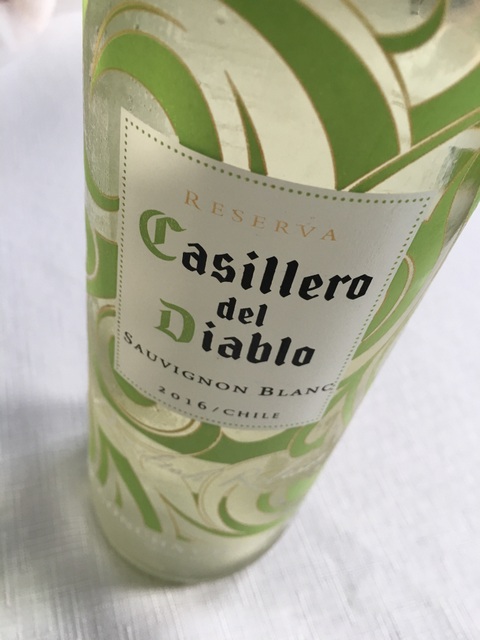 RESERVA
Casillero
del
Diablo
SAUVIGNON BLANC
2016/CHILE